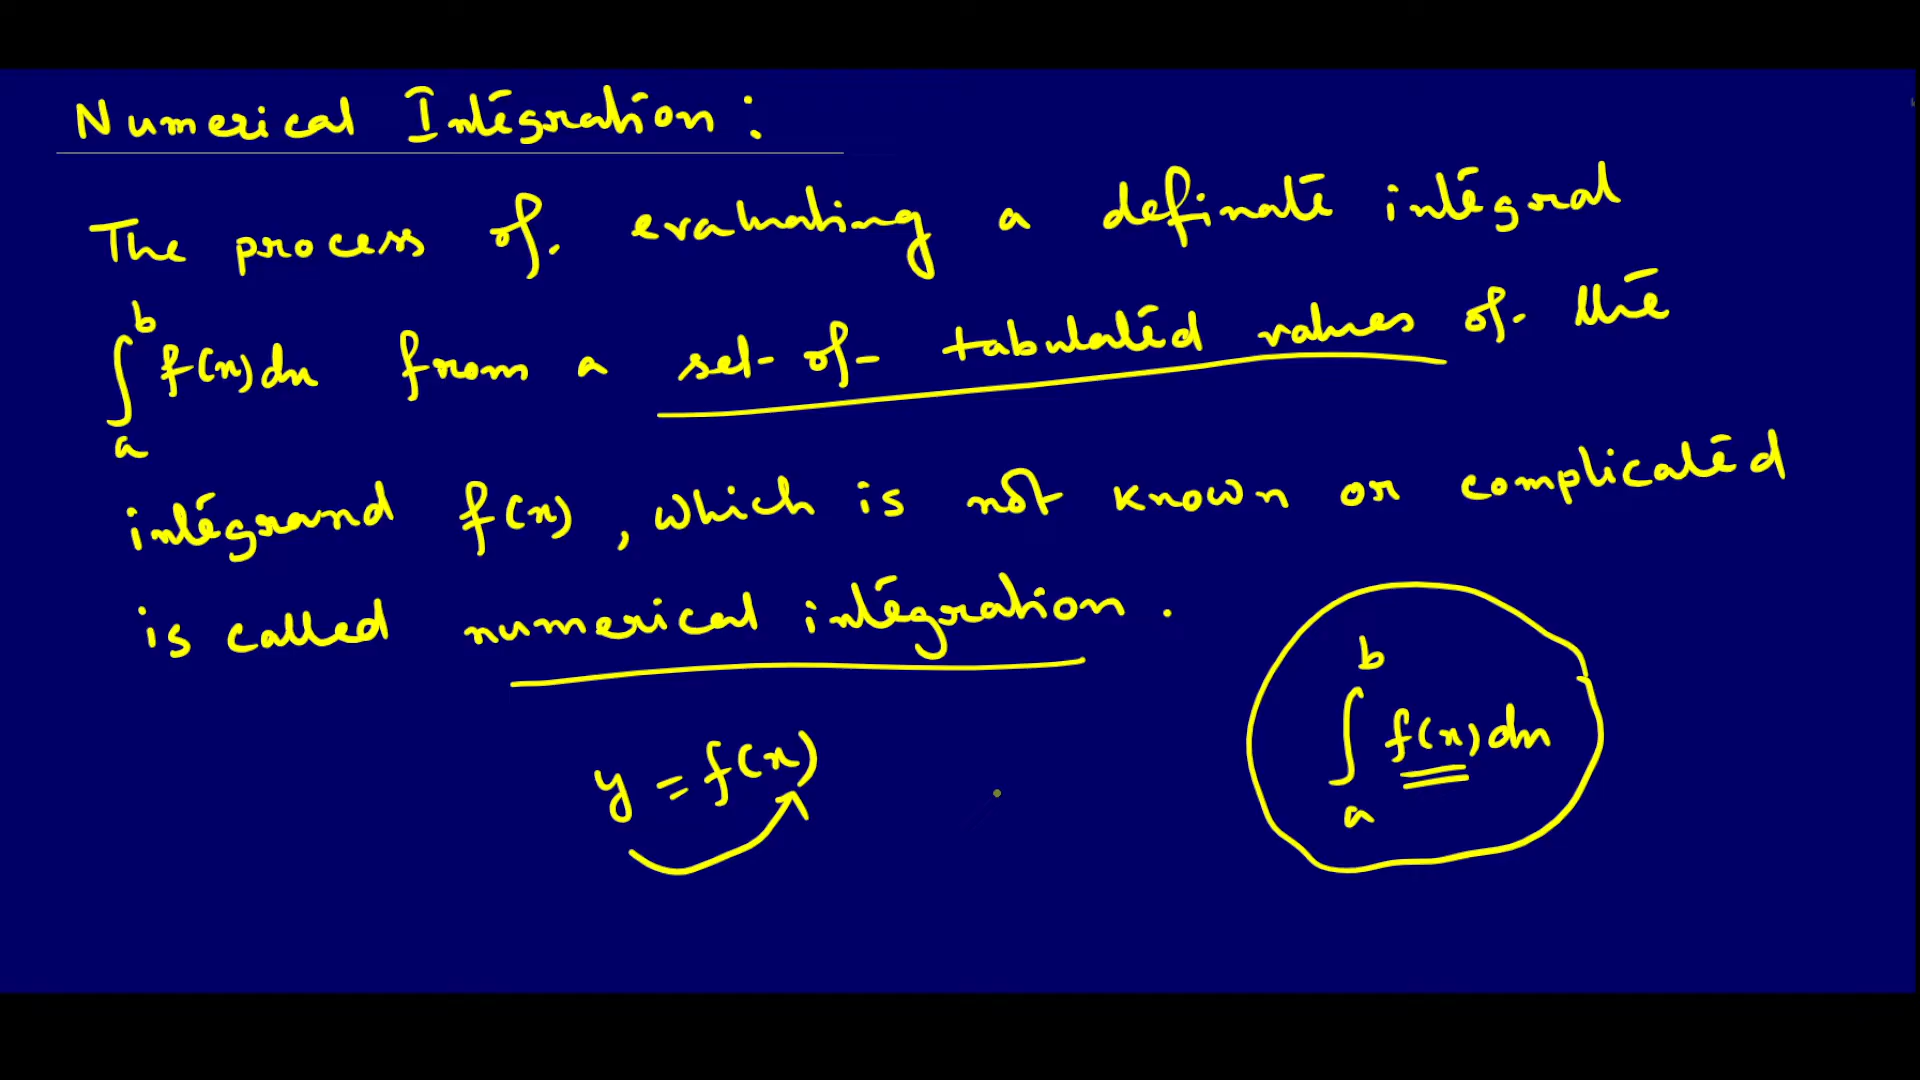 Numerical Integration :
The process of evaluating a definate integral
∫_a^b f(x)dx from a set of tabulated values of the
integrand f(x), which is not known or complicated
is called numerical integration.
y = f(x)
∫_a^b f(x)dx